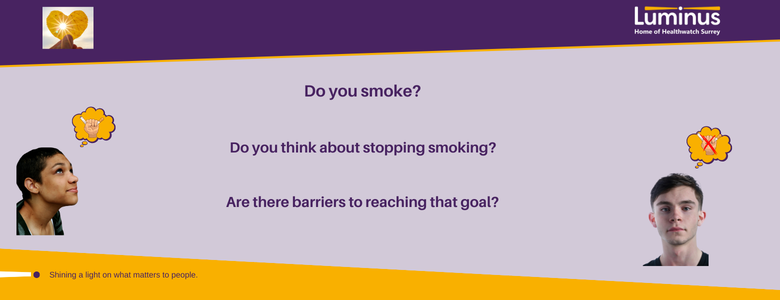 Luminus
Home of Healthwatch Surrey
Do you smoke?
Do you think about stopping smoking?
Are there barriers to reaching that goal?
Shining a light on what matters to people.